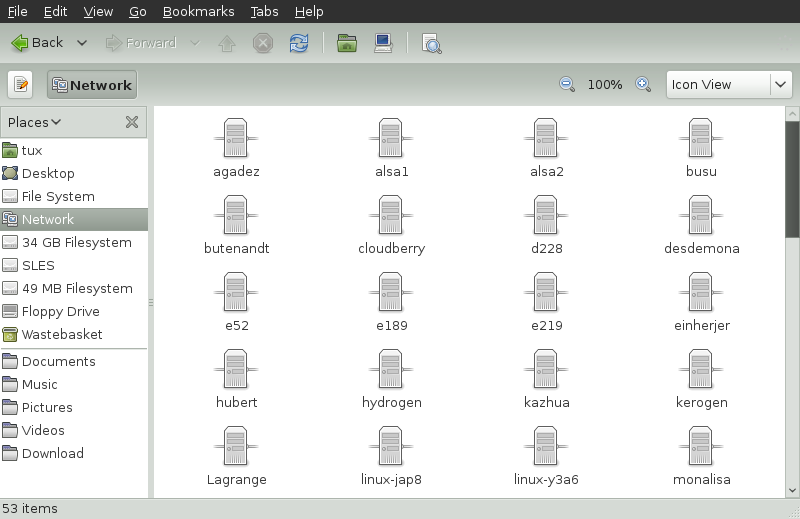 File Edit View Go Bookmarks Tabs Help
Back Forward
Network 100% Icon View
Places
tux
Desktop
File System
Network
34 GB Filesystem
SLES
49 MB Filesystem
Floppy Drive
Wastebasket
Documents
Music
Pictures
Videos
Download
agadez alsa1 alsa2 busu
butenandt cloudberry d228 desdemona
e52 e189 e219 einherjer
hubert hydrogen kazhua kerogen
Lagrange linux-jap8 linux-y3a6 monalisa
53 items